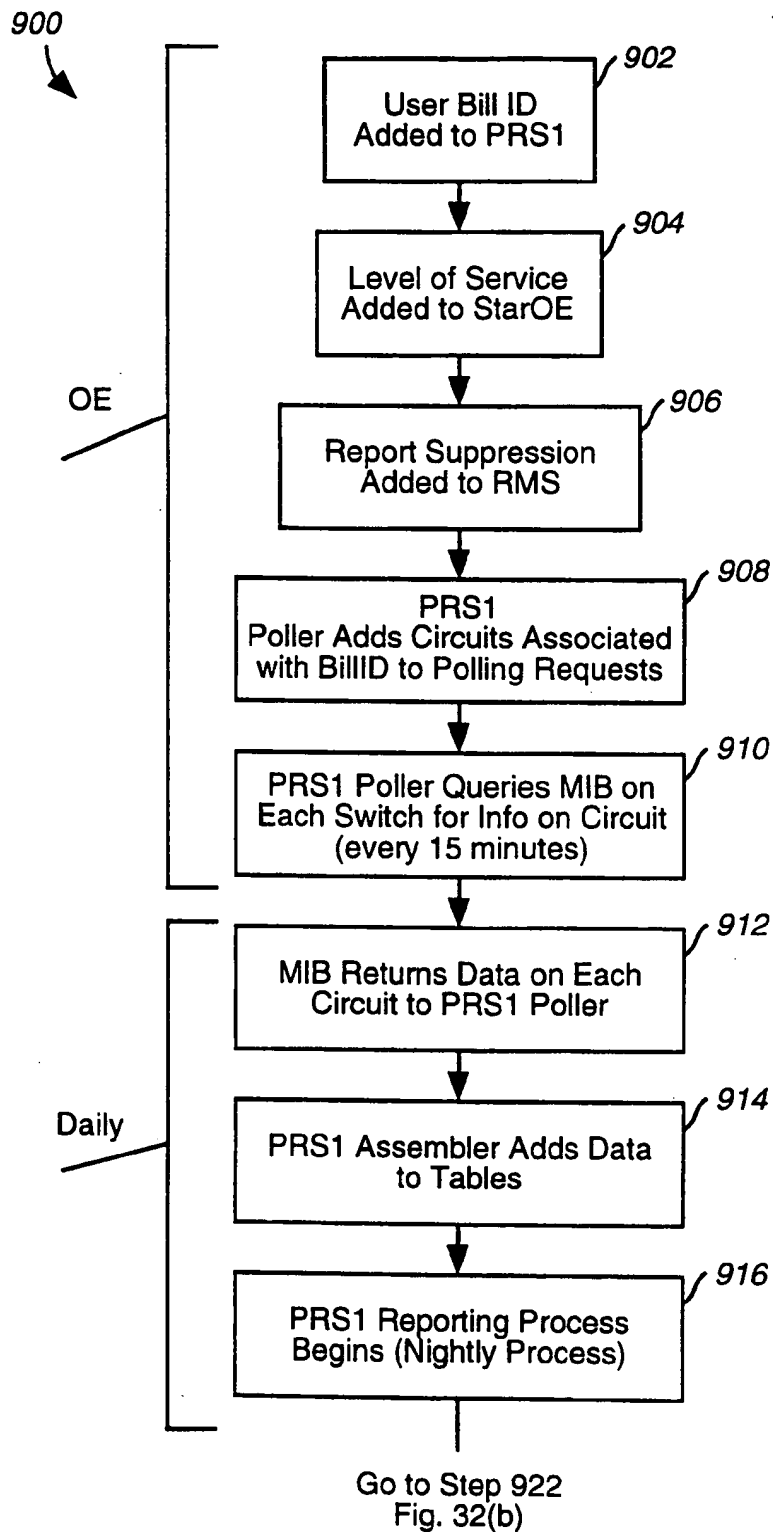 900
902
User Bill ID
Added to PRS1
904
Level of Service
Added to StarOE
OE
906
Report Suppression
Added to RMS
908
PRS1
Poller Adds Circuits Associated
with BillID to Polling Requests
910
PRS1 Poller Queries MIB on
Each Switch for Info on Circuit
(every 15 minutes)
912
MIB Returns Data on Each
Circuit to PRS1 Poller
Daily
914
PRS1 Assembler Adds Data
to Tables
916
PRS1 Reporting Process
Begins (Nightly Process)
Go to Step 922
Fig. 32(b)